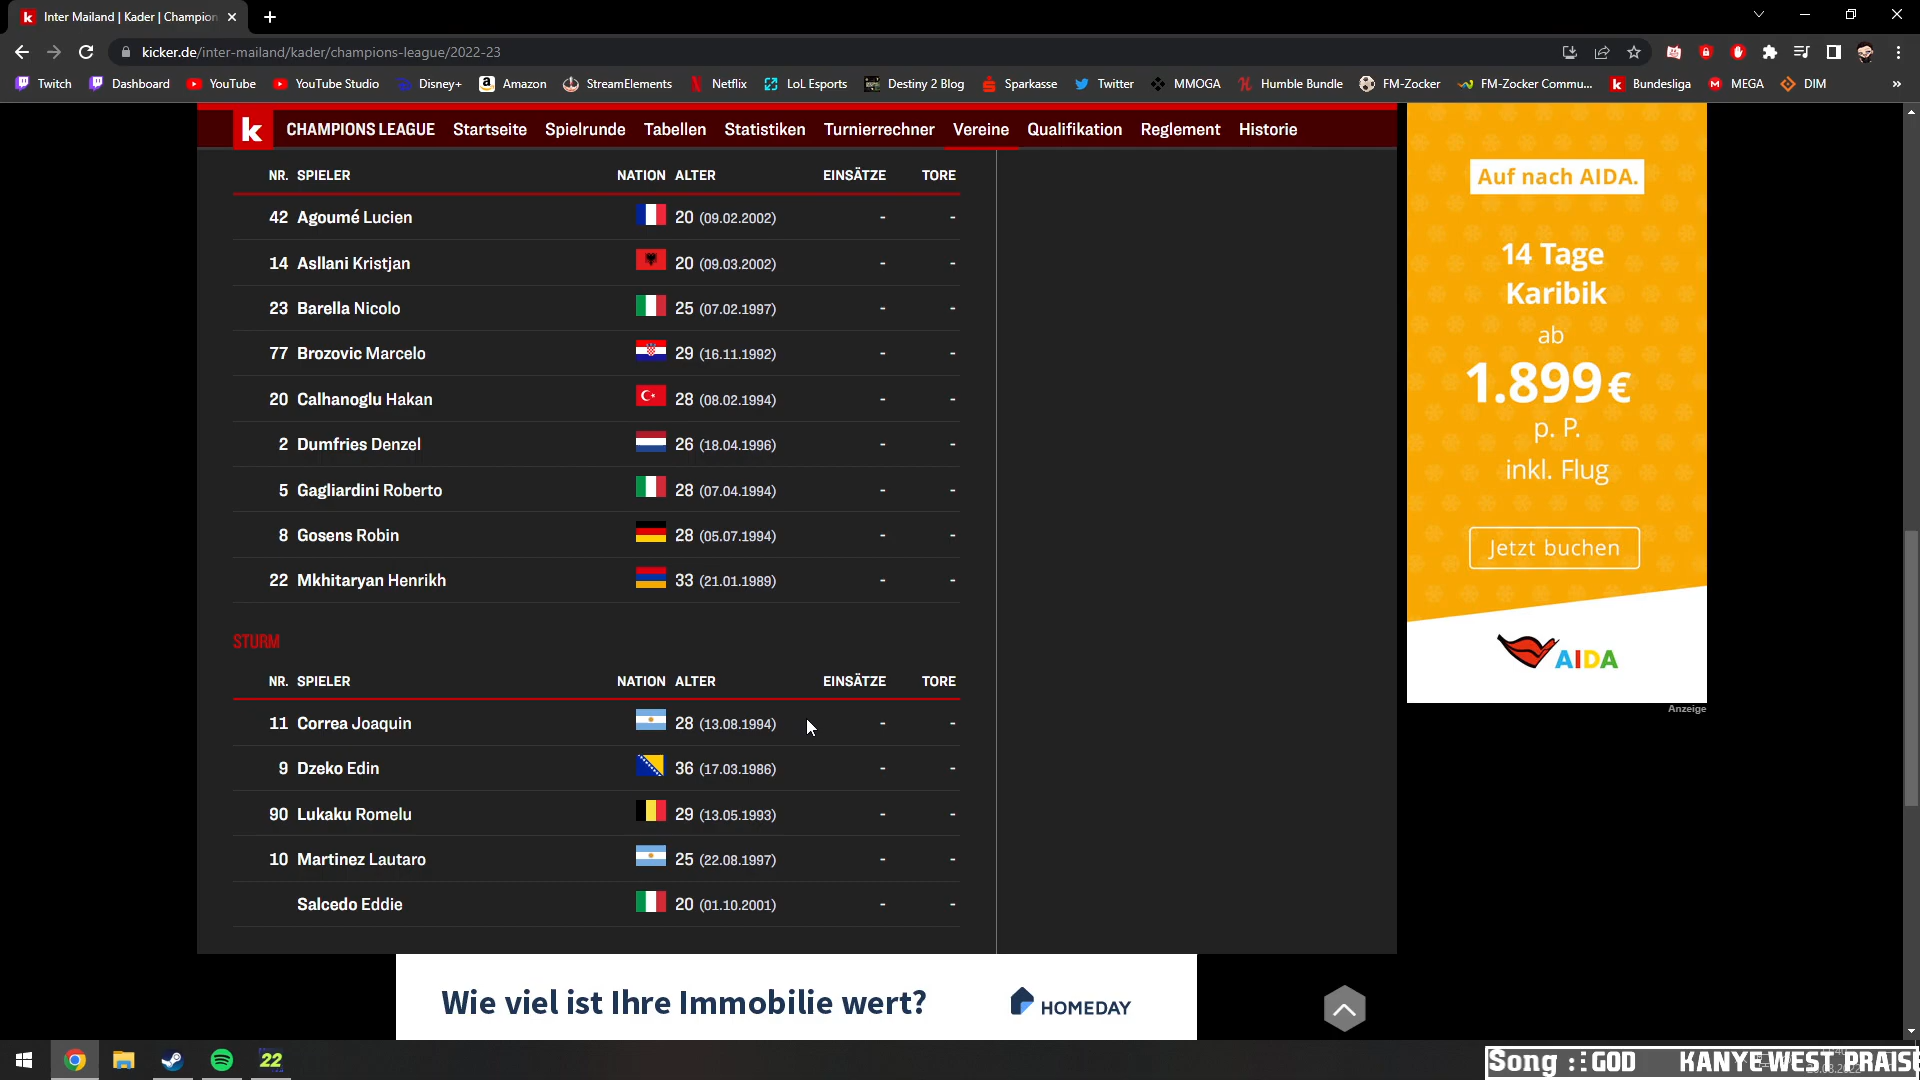 Inter Mailand | Kader | Champion
kicker.de/inter-mailand/kader/champions-league/2022-23
Twitch Dashboard YouTube YouTube Studio Disney+ Amazon StreamElements Netflix LoL Esports Destiny 2 Blog Sparkasse Twitter MMOGA Humble Bundle FM-Zocker FM-Zocker Commu... Bundesliga MEGA DIM »
k CHAMPIONS LEAGUE Startseite Spielrunde Tabellen Statistiken Turnierrechner Vereine Qualifikation Reglement Historie
NR. SPIELER NATION ALTER EINSÄTZE TORE
42 Agoumé Lucien 20 (09.02.2002) - -
14 Asllani Kristjan 20 (09.03.2002) - -
23 Barella Nicolo 25 (07.02.1997) - -
77 Brozovic Marcelo 29 (16.11.1992) - -
20 Calhanoglu Hakan 28 (08.02.1994) - -
2 Dumfries Denzel 26 (18.04.1996) - -
5 Gagliardini Roberto 28 (07.04.1994) - -
8 Gosens Robin 28 (05.07.1994) - -
22 Mkhitaryan Henrikh 33 (21.01.1989) - -
STURM
NR. SPIELER NATION ALTER EINSÄTZE TORE
11 Correa Joaquin 28 (13.08.1994) - -
9 Dzeko Edin 36 (17.03.1986) - -
90 Lukaku Romelu 29 (13.05.1993) - -
10 Martinez Lautaro 25 (22.08.1997) - -
Salcedo Eddie 20 (01.10.2001) - -
Auf nach AIDA.
14 Tage
Karibik
ab
1.899 €
p. P.
inkl. Flug
Jetzt buchen
AIDA
Anzeige
Wie viel ist Ihre Immobilie wert? HOMEDAY
22
Song :: GOD KANYE WEST PRAISE